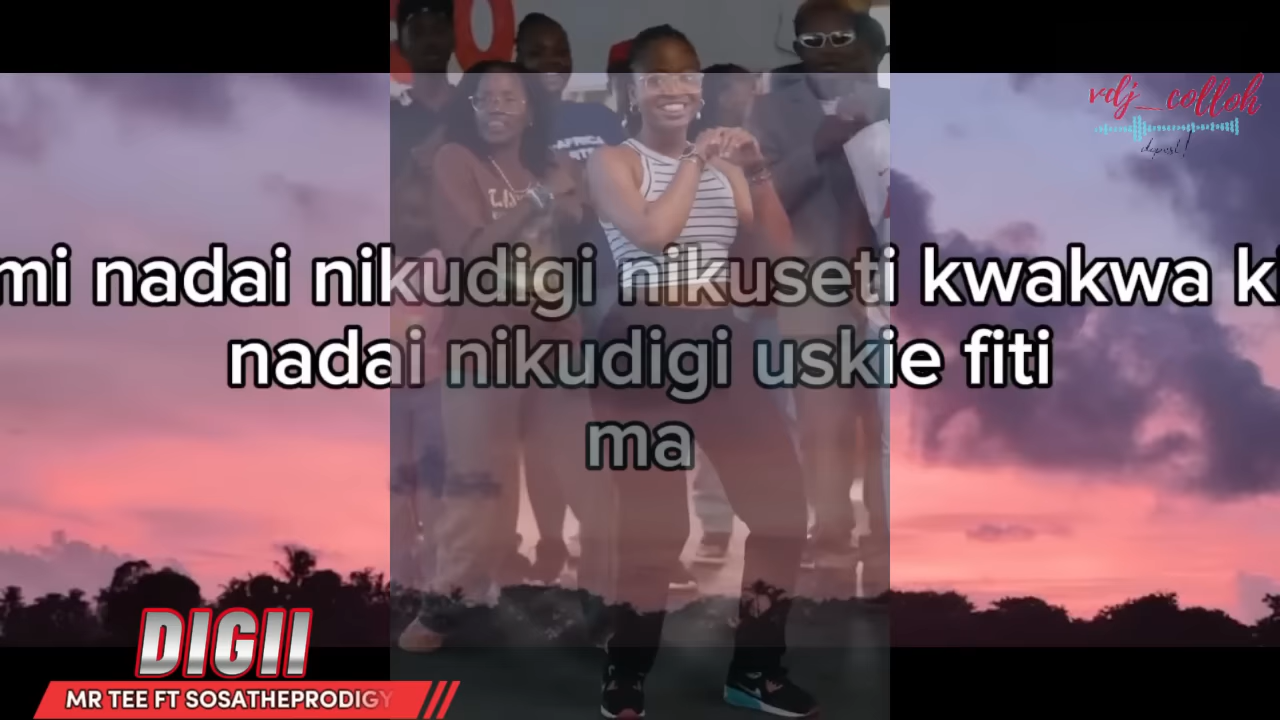 vdj_colloh
mi nadai nikudigi nikuseti kwakwa k
nadai nikudigi uskie fiti
ma
DIGII
MR TEE FT SOSATHEPRODIGY